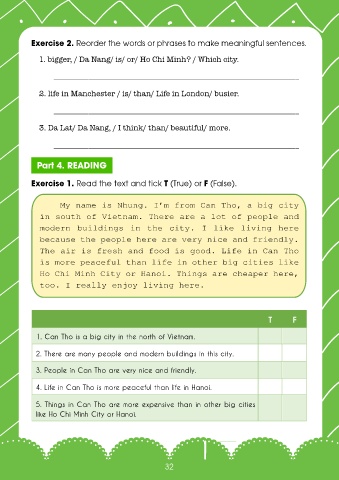 Exercise 2. Reorder the words or phrases to make meaningful sentences.
1. bigger, / Da Nang/ is/ or/ Ho Chi Minh? / Which city.
2. life in Manchester / is/ than/ Life in London/ busier.
3. Da Lat/ Da Nang, / I think/ than/ beautiful/ more.
Part 4. READING
Exercise 1. Read the text and tick T (True) or F (False).
My name is Nhung. I'm from Can Tho, a big city
in south of Vietnam. There are a lot of people and
modern buildings in the city. I like living here
because the people here are very nice and friendly.
The air is fresh and food is good. Life in Can Tho
is more peaceful than life in other big cities like
Ho Chi Minh City or Hanoi. Things are cheaper here,
too. I really enjoy living here.
T F
1. Can Tho is a big city in the north of Vietnam.
2. There are many people and modern buildings in this city.
3. People in Can Tho are very nice and friendly.
4. Life in Can Tho is more peaceful than life in Hanoi.
5. Things in Can Tho are more expensive than in other big cities
like Ho Chi Minh City or Hanoi.
32